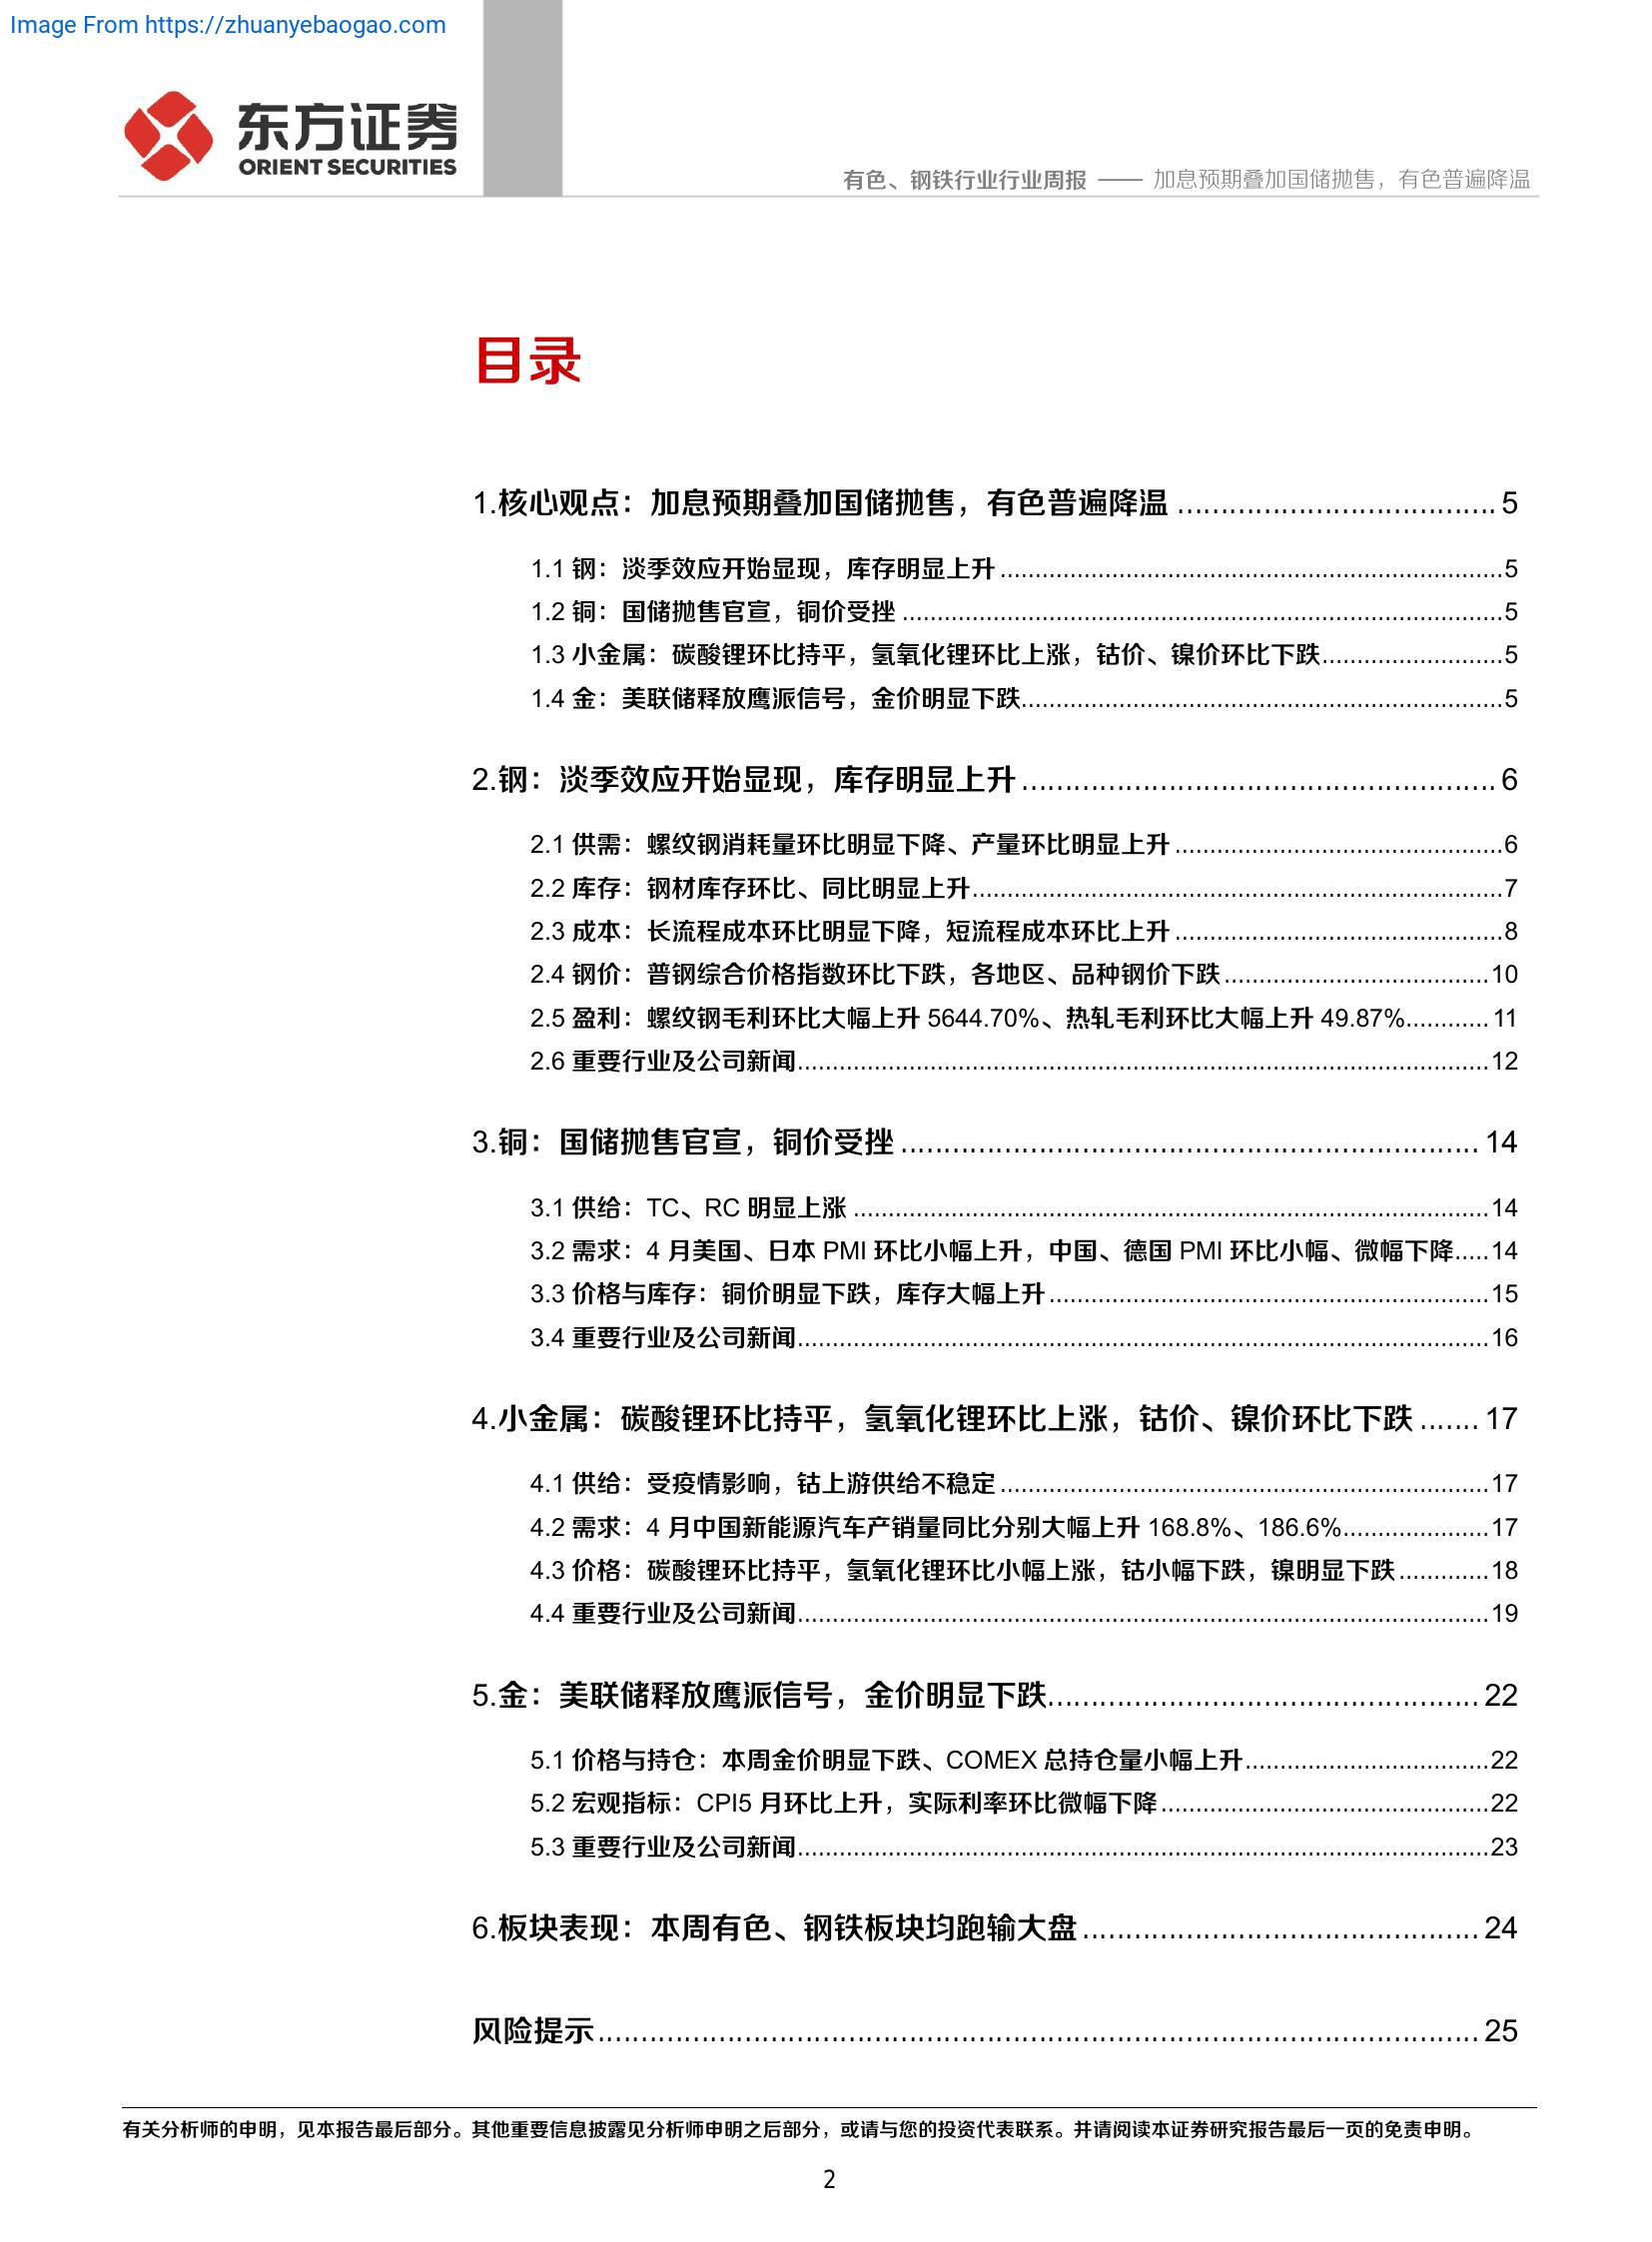 Image From https://zhuanyebaogao.com
东方证券
ORIENT SECURITIES
有色、钢铁行业行业周报 —— 加息预期叠加国储抛售，有色普遍降温
目录
1.核心观点：加息预期叠加国储抛售，有色普遍降温 ..................................... 5
1.1 钢：淡季效应开始显现，库存明显上升.........................................................................5
1.2 铜：国储抛售官宣，铜价受挫 .......................................................................................5
1.3 小金属：碳酸锂环比持平，氢氧化锂环比上涨，钴价、镍价环比下跌..........................5
1.4 金：美联储释放鹰派信号，金价明显下跌......................................................................5
2.钢：淡季效应开始显现，库存明显上升 ....................................................... 6
2.1 供需：螺纹钢消耗量环比明显下降、产量环比明显上升 ...............................................6
2.2 库存：钢材库存环比、同比明显上升.............................................................................7
2.3 成本：长流程成本环比明显下降，短流程成本环比上升 ...............................................8
2.4 钢价：普钢综合价格指数环比下跌，各地区、品种钢价下跌......................................10
2.5 盈利：螺纹钢毛利环比大幅上升 5644.70%、热轧毛利环比大幅上升 49.87%............11
2.6 重要行业及公司新闻....................................................................................................12
3.铜：国储抛售官宣，铜价受挫 ................................................................... 14
3.1 供给：TC、RC 明显上涨 ............................................................................................14
3.2 需求：4 月美国、日本 PMI 环比小幅上升，中国、德国 PMI 环比小幅、微幅下降.....14
3.3 价格与库存：铜价明显下跌，库存大幅上升................................................................15
3.4 重要行业及公司新闻....................................................................................................16
4.小金属：碳酸锂环比持平，氢氧化锂环比上涨，钴价、镍价环比下跌 ....... 17
4.1 供给：受疫情影响，钴上游供给不稳定 .......................................................................17
4.2 需求：4 月中国新能源汽车产销量同比分别大幅上升 168.8%、186.6%.....................17
4.3 价格：碳酸锂环比持平，氢氧化锂环比小幅上涨，钴小幅下跌，镍明显下跌.............18
4.4 重要行业及公司新闻....................................................................................................19
5.金：美联储释放鹰派信号，金价明显下跌.................................................. 22
5.1 价格与持仓：本周金价明显下跌、COMEX 总持仓量小幅上升...................................22
5.2 宏观指标：CPI5 月环比上升，实际利率环比微幅下降...............................................22
5.3 重要行业及公司新闻....................................................................................................23
6.板块表现：本周有色、钢铁板块均跑输大盘 .............................................. 24
风险提示...................................................................................................... 25
有关分析师的申明，见本报告最后部分。其他重要信息披露见分析师申明之后部分，或请与您的投资代表联系。并请阅读本证券研究报告最后一页的免责申明。
2